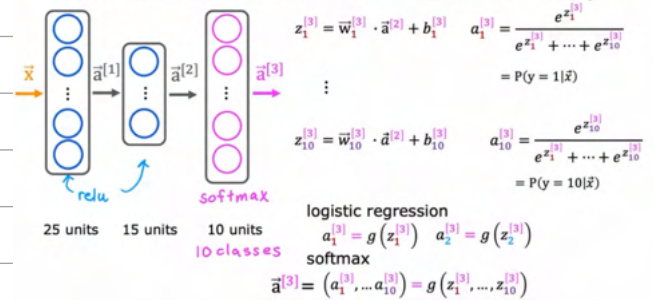 x⃗ a⃗^[1] a⃗^[2] a⃗^[3]
relu
softmax
25 units 15 units 10 units
10 classes
z₁^[3] = w⃗₁^[3] · a⃗^[2] + b₁^[3] a₁^[3] = e^(z₁^[3]) / (e^(z₁^[3]) + ⋯ + e^(z₁₀^[3]))
= P(y = 1|x⃗)
⋮
z₁₀^[3] = w⃗₁₀^[3] · a⃗^[2] + b₁₀^[3] a₁₀^[3] = e^(z₁₀^[3]) / (e^(z₁^[3]) + ⋯ + e^(z₁₀^[3]))
= P(y = 10|x⃗)
logistic regression
a₁^[3] = g(z₁^[3]) a₂^[3] = g(z₂^[3])
softmax
a⃗^[3] = (a₁^[3], … a₁₀^[3]) = g(z₁^[3], …, z₁₀^[3])